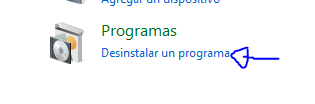 Agregar un dispositivo
Programas
Desinstalar un programa